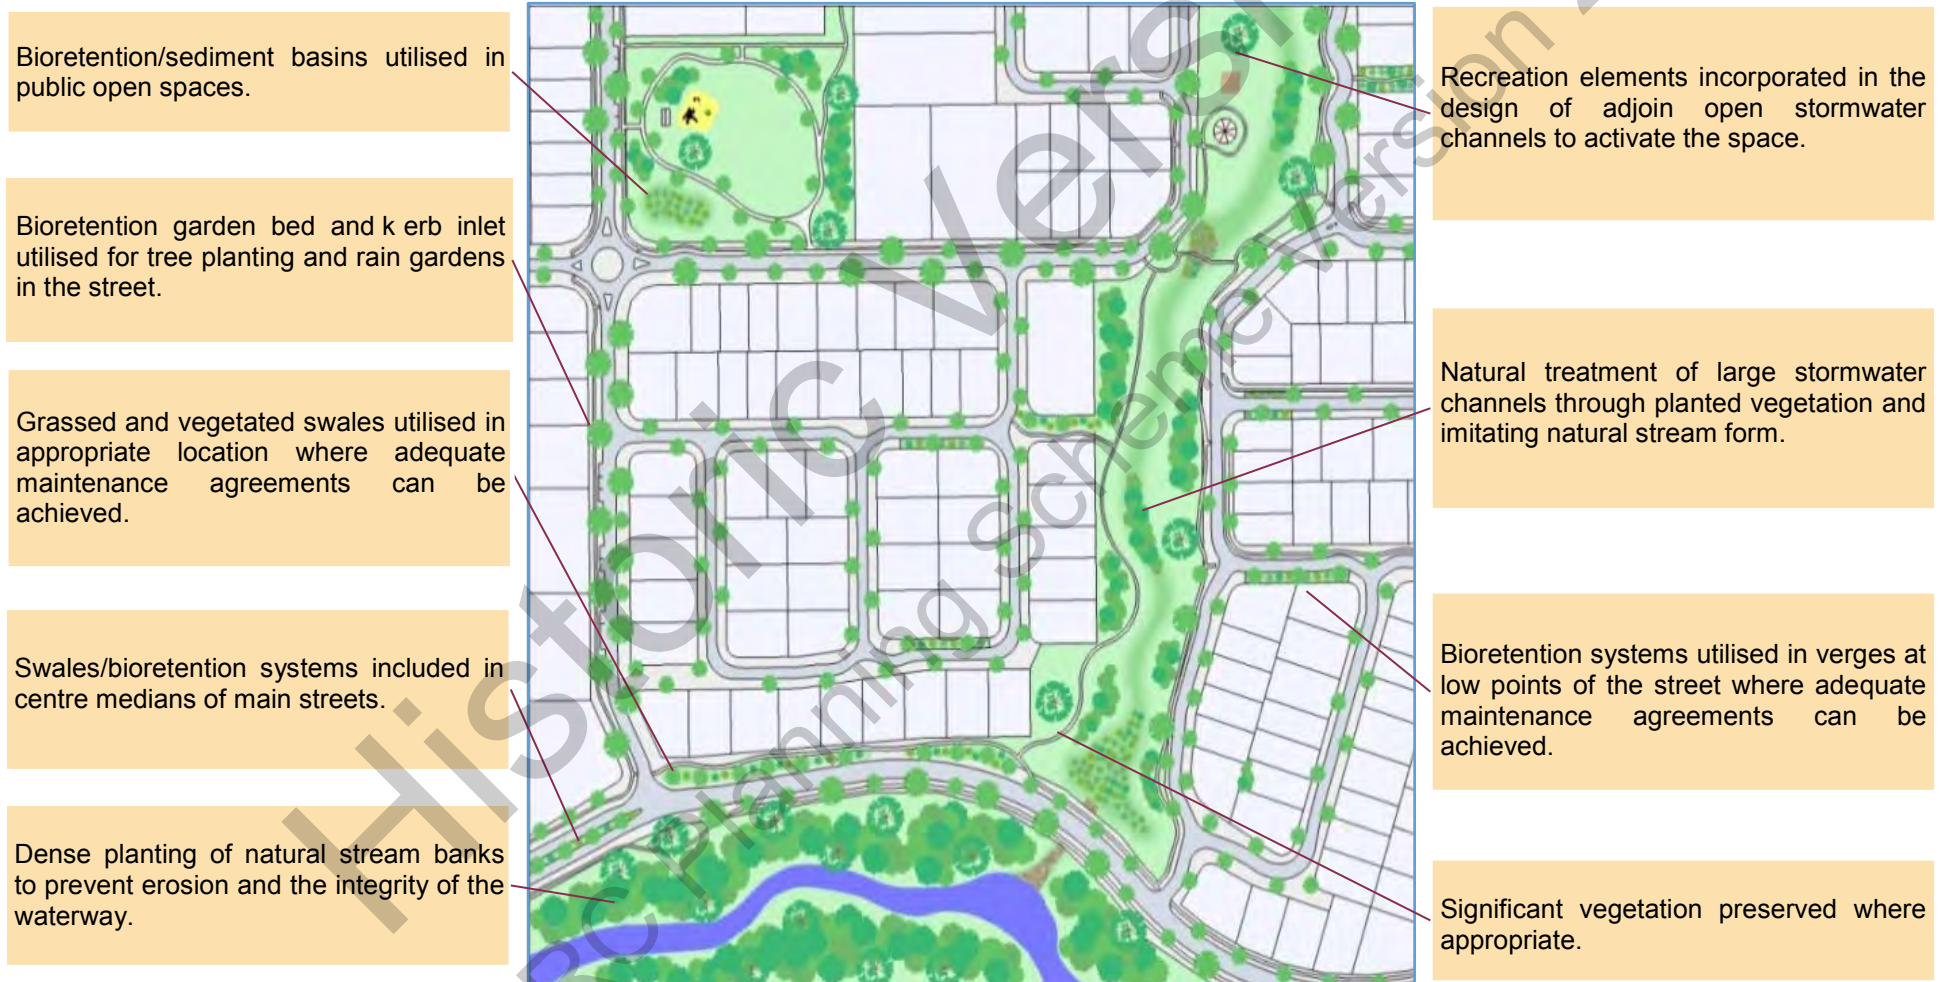 Bioretention/sediment basins utilised in
public open spaces.
Bioretention garden bed and k erb inlet
utilised for tree planting and rain gardens
in the street.
Grassed and vegetated swales utilised in
appropriate location where adequate
maintenance agreements can be
achieved.
Swales/bioretention systems included in
centre medians of main streets.
Dense planting of natural stream banks
to prevent erosion and the integrity of the
waterway.
Recreation elements incorporated in the
design of adjoin open stormwater
channels to activate the space.
Natural treatment of large stormwater
channels through planted vegetation and
imitating natural stream form.
Bioretention systems utilised in verges at
low points of the street where adequate
maintenance agreements can be
achieved.
Significant vegetation preserved where
appropriate.
Historic
Planning Scheme Version